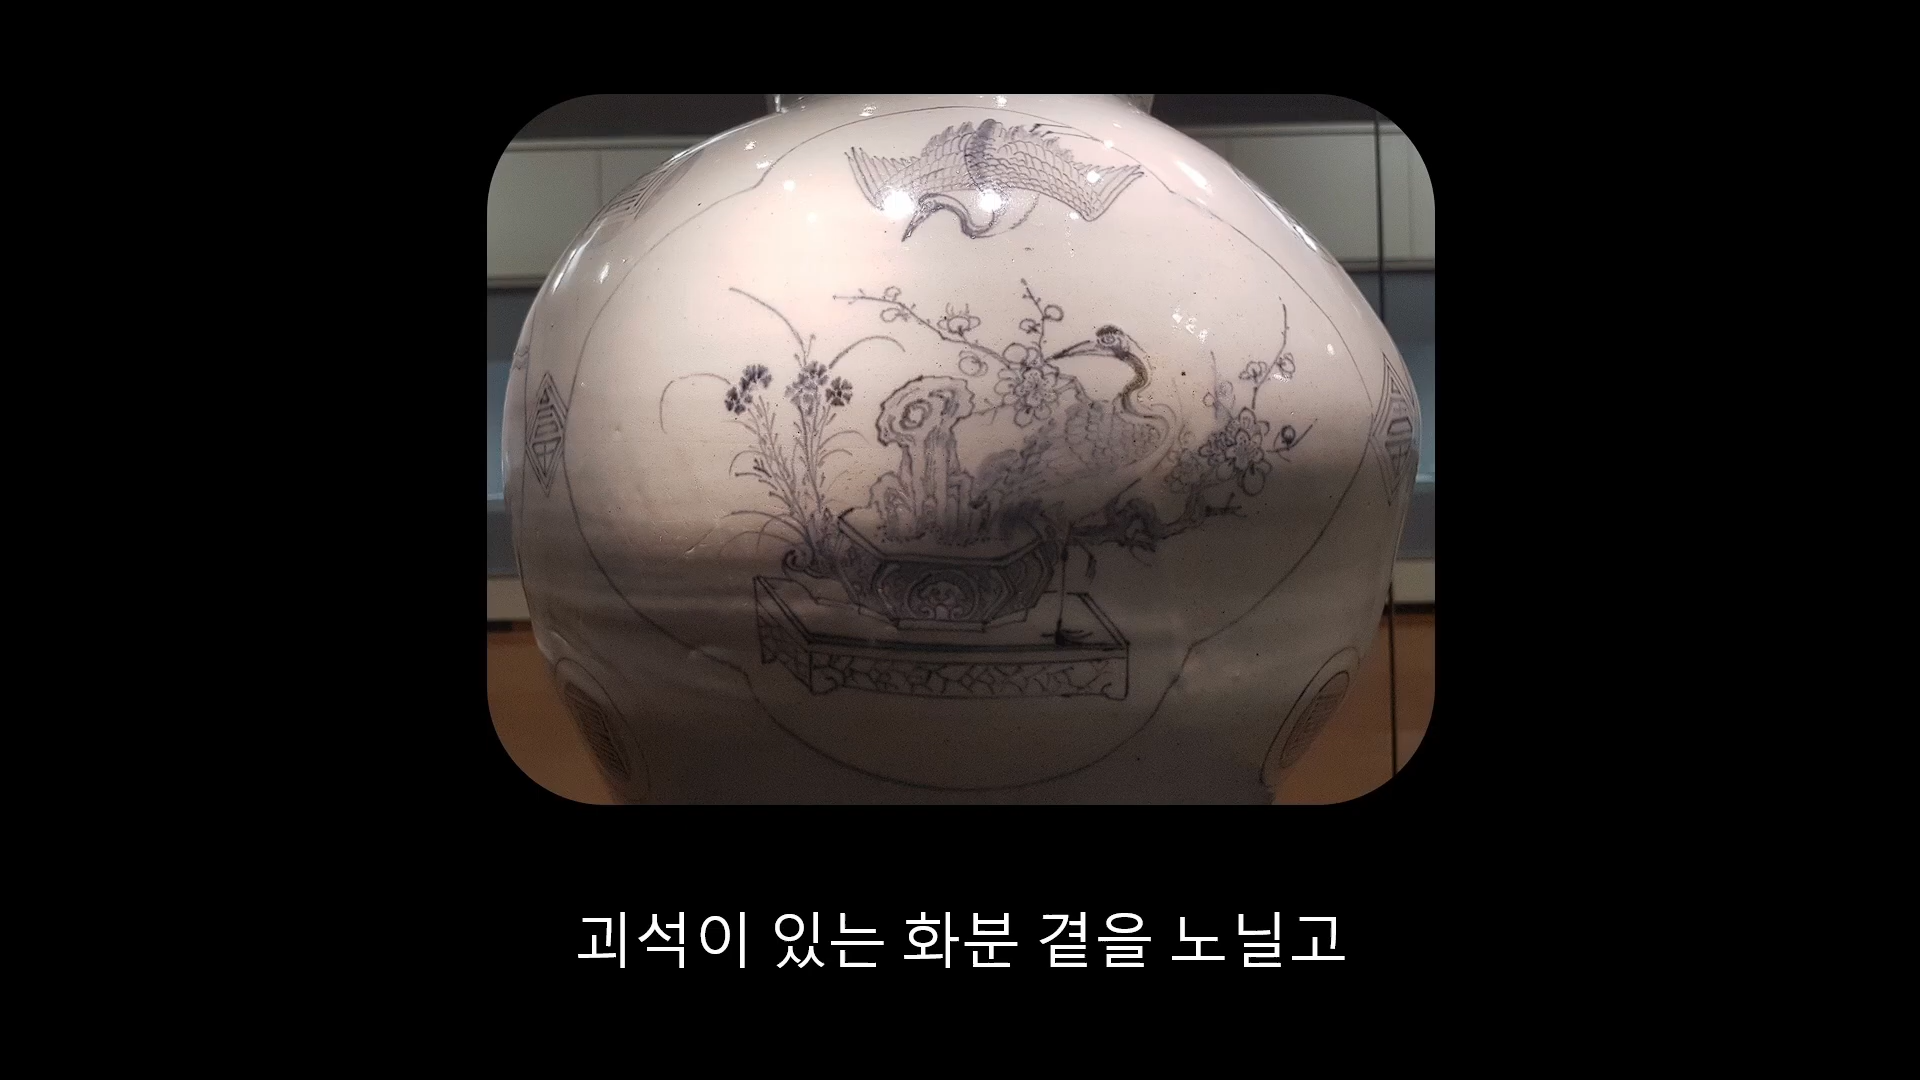 괴석이 있는 화분 곁을 노닐고